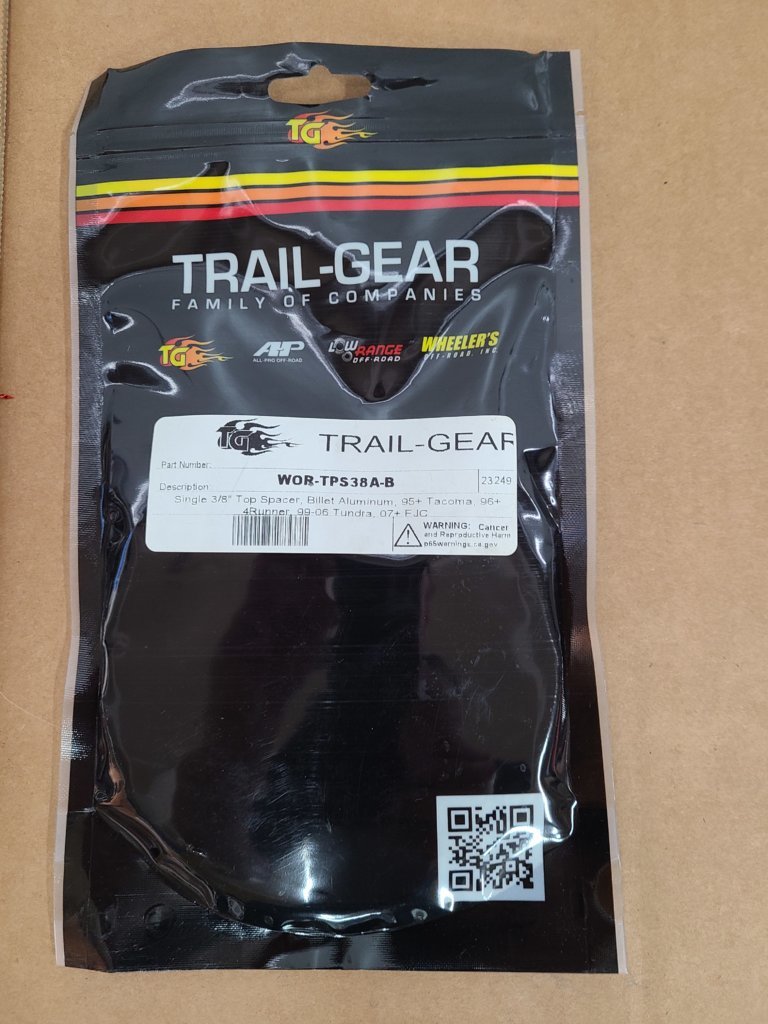 TG
TRAIL-GEAR
FAMILY OF COMPANIES
TG
AP
ALL-PRO OFF-ROAD
LOW RANGE
OFF-ROAD
WHEELER'S
OFF-ROAD, INC.
TG TRAIL-GEAR
Part Number:
WOR-TPS38A-B
23249
Description:
Single 3/8" Top Spacer, Billet Aluminum, 95+ Tacoma, 96+
4Runner, 99-06 Tundra, 07+ FJC
WARNING: Cancer
and Reproductive Harm
p65warnings.ca.gov